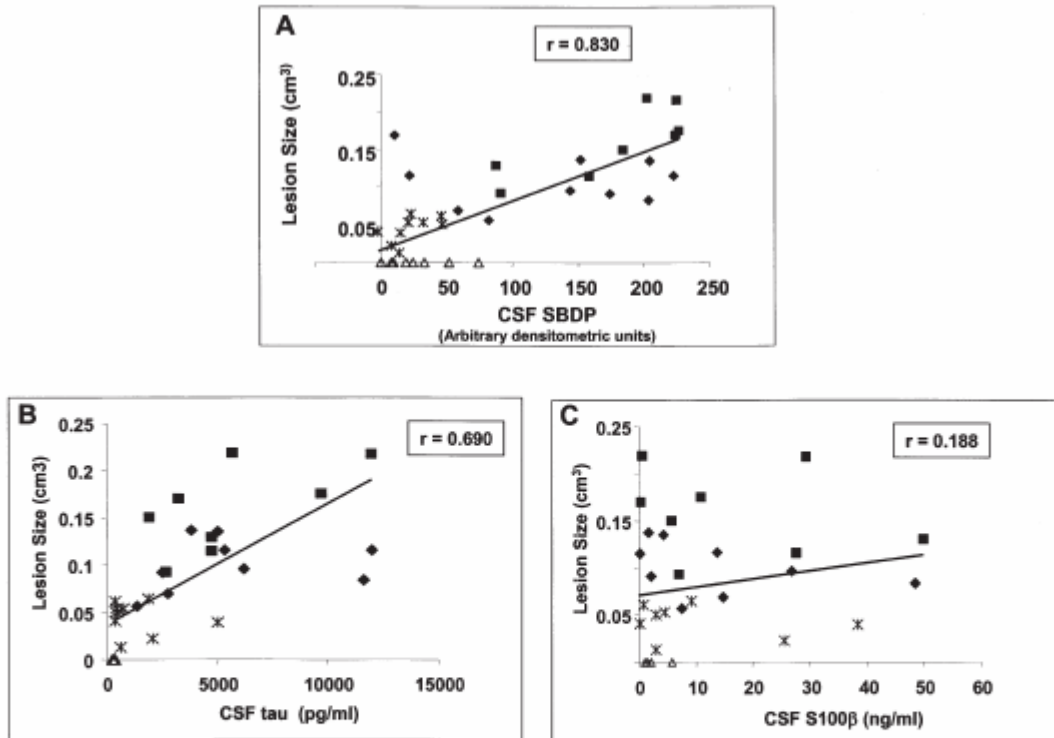 A
r = 0.830
Lesion Size (cm³)
0.25
0.15
0.05
0 50 100 150 200 250
CSF SBDP
(Arbitrary densitometric units)
B
r = 0.690
Lesion Size (cm3)
0.25
0.2
0.15
0.1
0.05
0
0 5000 10000 15000
CSF tau (pg/ml)
C
r = 0.188
Lesion Size (cm³)
0.25
0.15
0.05
0 10 20 30 40 50 60
CSF S100β (ng/ml)